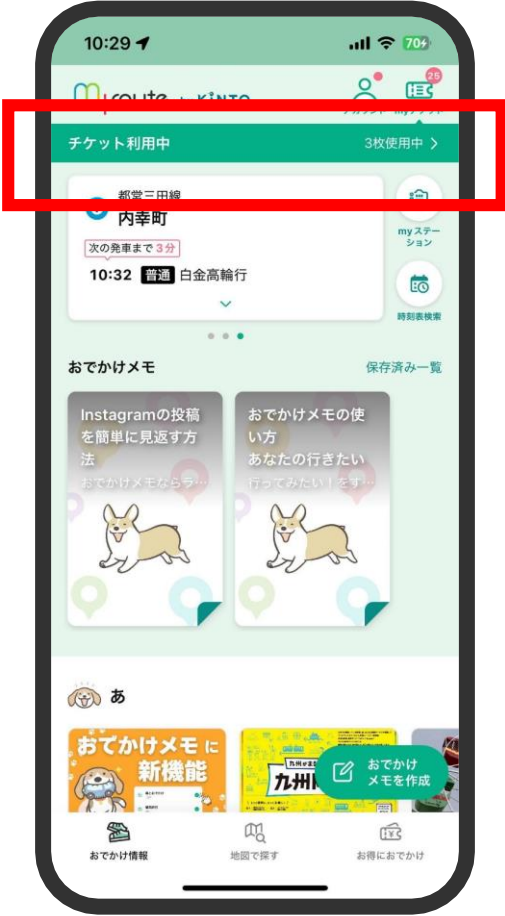 10:29
70
my route by KINTO
25
チケット利用中
3枚使用中
都営三田線
内幸町
次の発車まで 3分
10:32 普通 白金高輪行
myステー
ション
時刻表検索
おでかけメモ
保存済み一覧
Instagramの投稿
を簡単に見返す方
法
おでかけメモならラ…
おでかけメモの使
い方
あなたの行きたい
行ってみたい！をす…
あ
おでかけメモに
新機能
九州
おでかけ
メモを作成
おでかけ情報
地図で探す
お得におでかけ